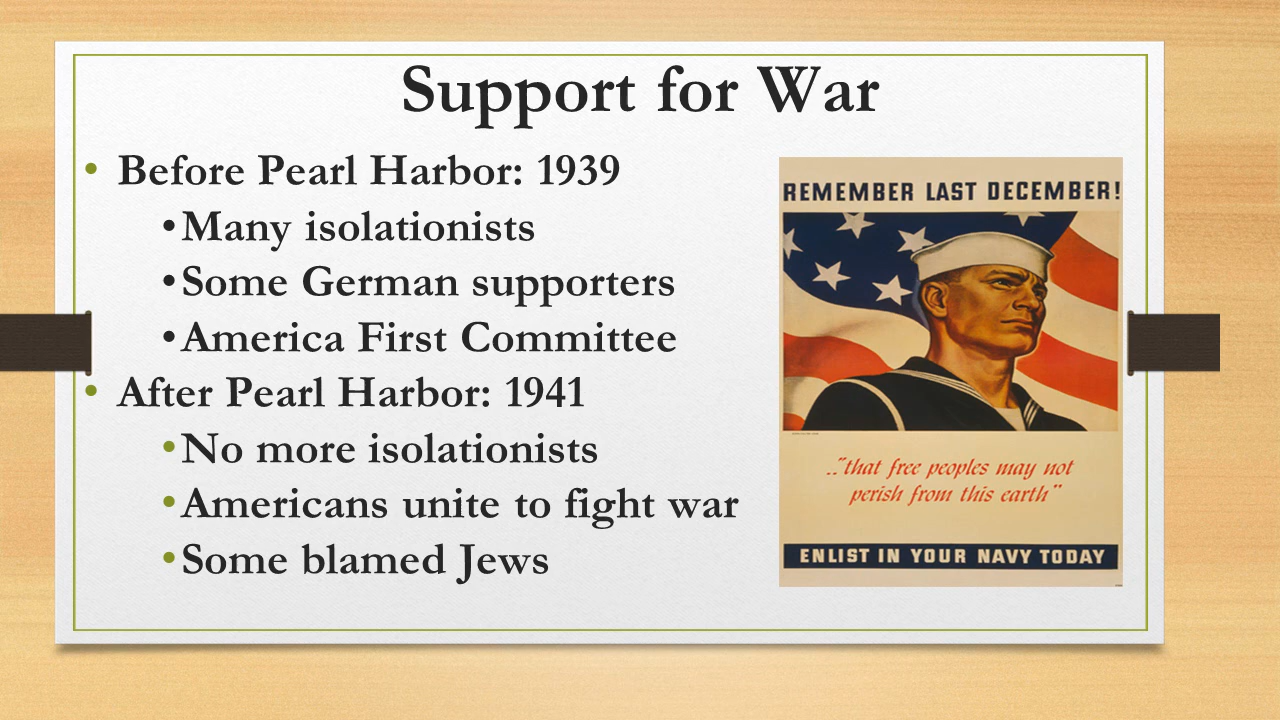 Support for War
• Before Pearl Harbor: 1939
• Many isolationists
• Some German supporters
• America First Committee
• After Pearl Harbor: 1941
• No more isolationists
• Americans unite to fight war
• Some blamed Jews
REMEMBER LAST DECEMBER!
.."that free peoples may not
perish from this earth"
ENLIST IN YOUR NAVY TODAY